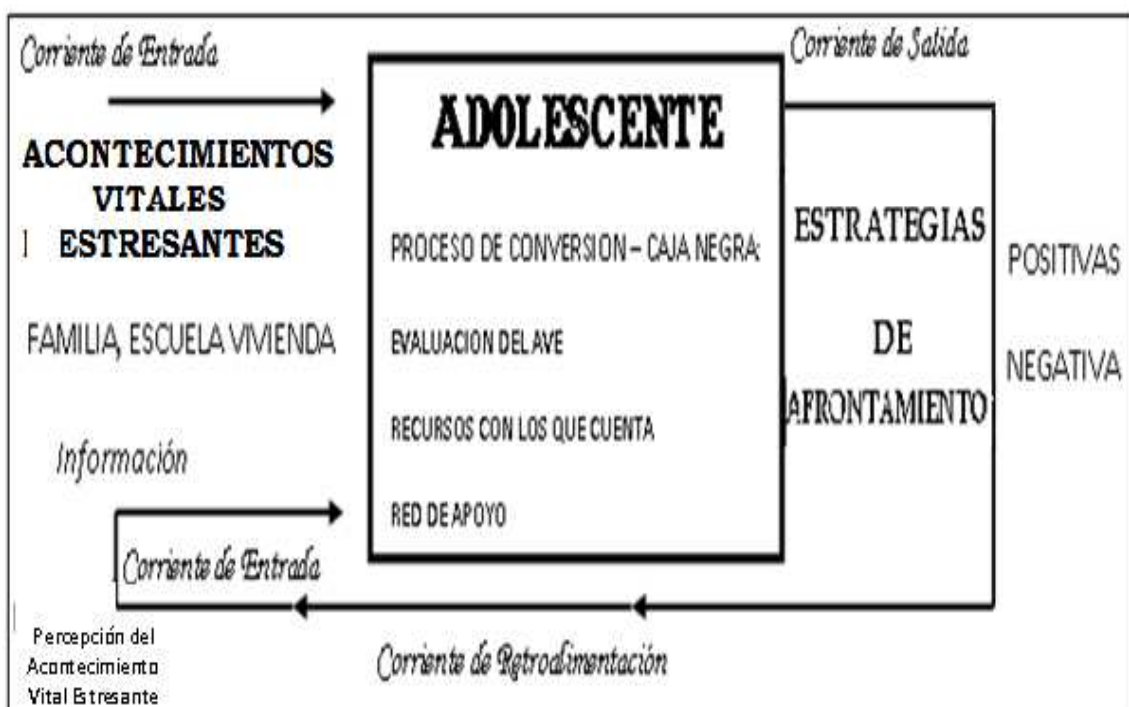 Corriente de Entrada
ACONTECIMIENTOS
VITALES
ESTRESANTES
FAMILIA, ESCUELA VIVIENDA
Información
Corriente de Entrada
Percepción del
Acontecimiento
Vital Estresante
ADOLESCENTE
PROCESO DE CONVERSION – CAJA NEGRA:
EVALUACION DEL AVE
RECURSOS CON LOS QUE CUENTA
RED DE APOYO
Corriente de Salida
ESTRATEGIAS
DE
AFRONTAMIENTO
POSITIVAS
NEGATIVA
Corriente de Retroalimentación